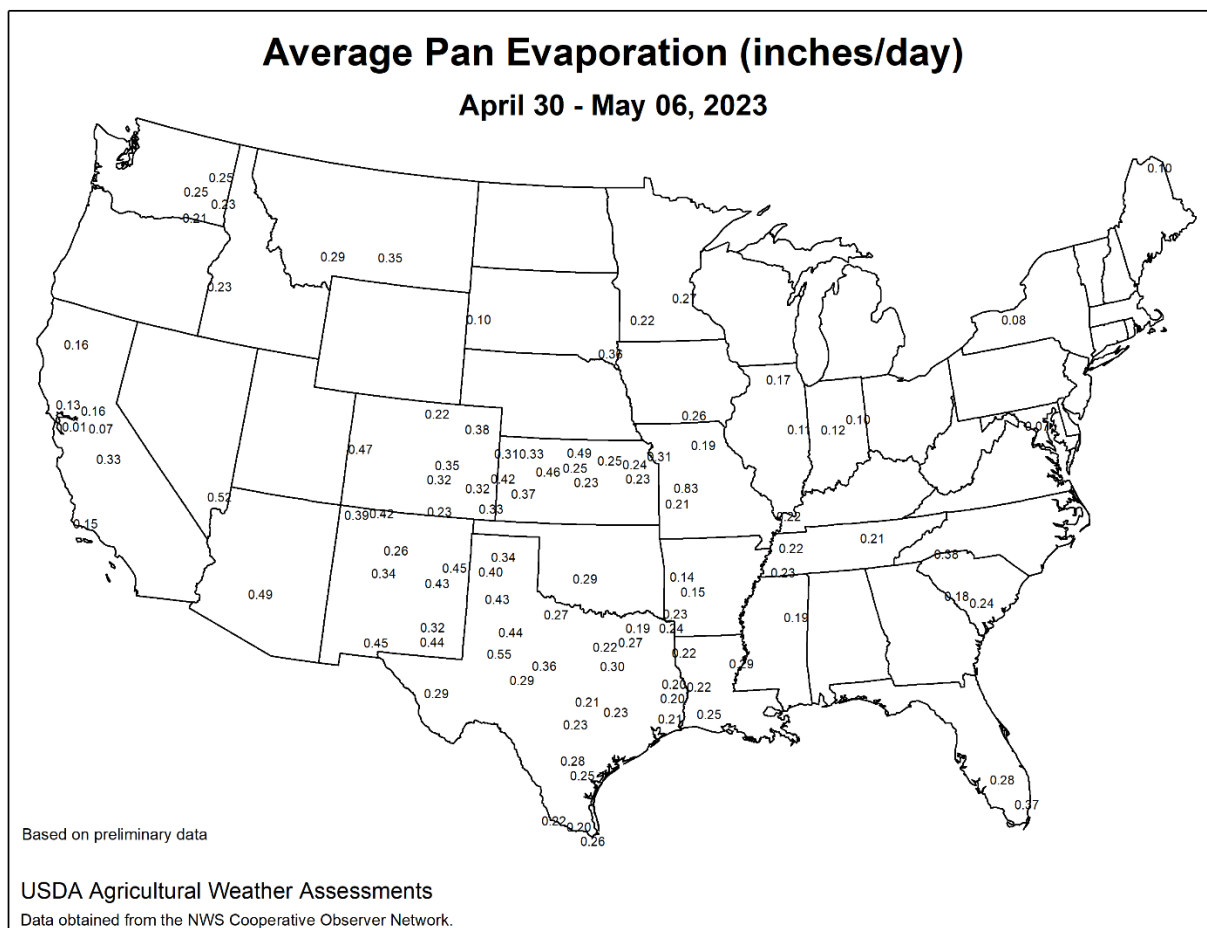 Average Pan Evaporation (inches/day)
April 30 - May 06, 2023
0.10
0.25
0.25
0.23
0.21
0.29 0.35
0.23
0.27
0.10 0.22 0.08
0.16 0.36
0.17
0.13 0.16 0.22 0.26 0.10
0.01 0.07 0.38 0.11 0.12 0.07
0.47 0.31 0.33 0.49 0.19
0.33 0.35 0.46 0.25 0.25 0.24 0.31
0.32 0.42 0.23 0.23
0.52 0.32 0.37 0.83
0.33 0.21
0.15 0.39 0.42 0.23 0.22
0.21
0.26 0.34 0.22 0.38
0.34 0.45 0.40 0.23
0.43 0.29 0.14
0.49 0.43 0.15 0.18 0.24
0.27 0.23 0.19
0.32 0.44 0.19 0.24
0.45 0.44 0.22 0.27
0.55 0.22
0.36 0.30 0.29
0.29 0.29 0.20 0.22
0.21 0.20
0.23 0.23 0.21 0.25
0.28
0.25 0.28
0.37
0.22 0.20
0.26
Based on preliminary data
USDA Agricultural Weather Assessments
Data obtained from the NWS Cooperative Observer Network.